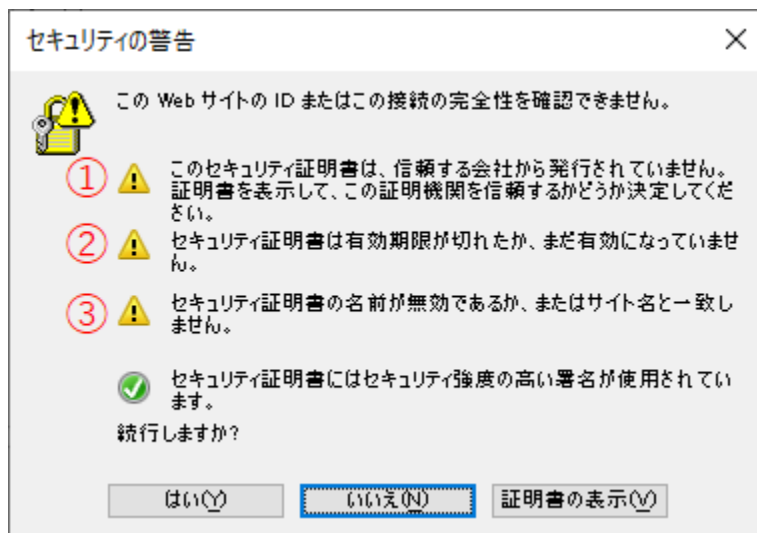 セキュリティの警告
この Web サイトの ID またはこの接続の完全性を確認できません。
① このセキュリティ証明書は、信頼する会社から発行されていません。
証明書を表示して、この証明機関を信頼するかどうか決定してくだ
さい。
② セキュリティ証明書は有効期限が切れたか、まだ有効になっていませ
ん。
③ セキュリティ証明書の名前が無効であるか、またはサイト名と一致し
ません。
セキュリティ証明書にはセキュリティ強度の高い署名が使用されてい
ます。
続行しますか?
はい(Y) いいえ(N) 証明書の表示(V)